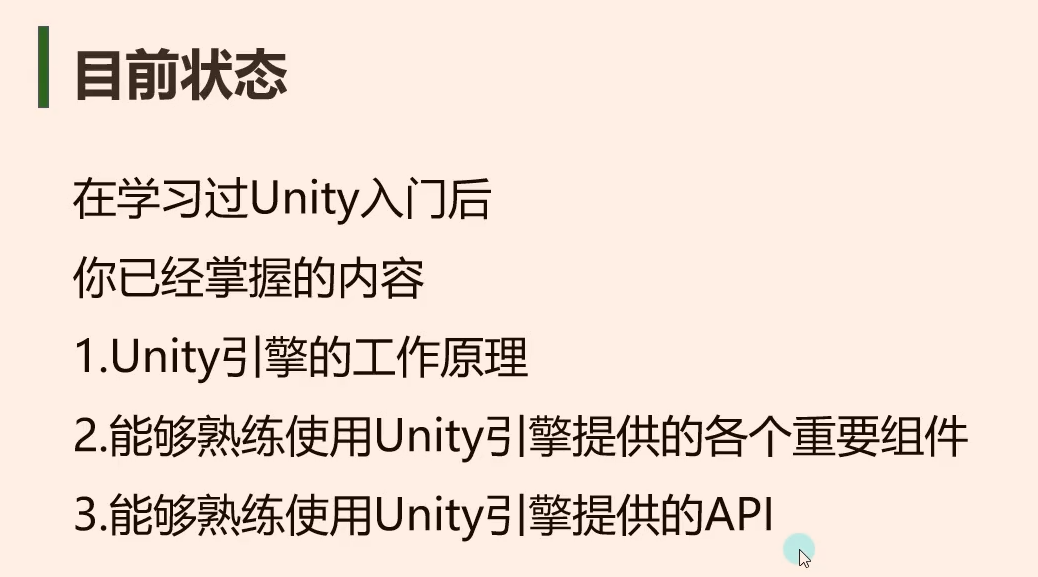 目前状态
在学习过Unity入门后
你已经掌握的内容
1.Unity引擎的工作原理
2.能够熟练使用Unity引擎提供的各个重要组件
3.能够熟练使用Unity引擎提供的API